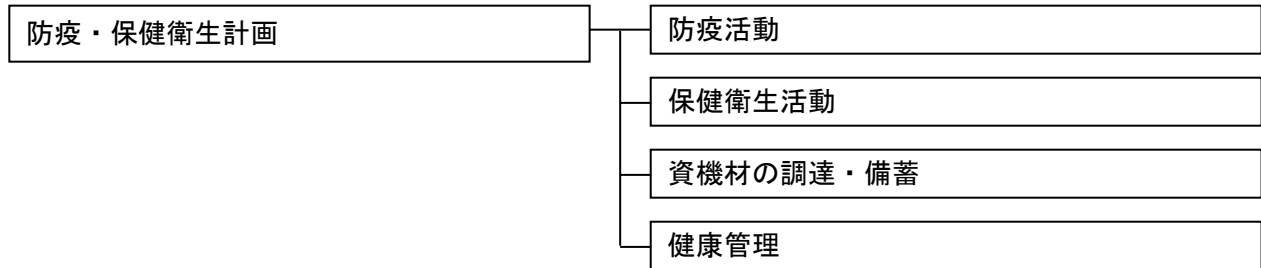 防疫・保健衛生計画
防疫活動
保健衛生活動
資機材の調達・備蓄
健康管理